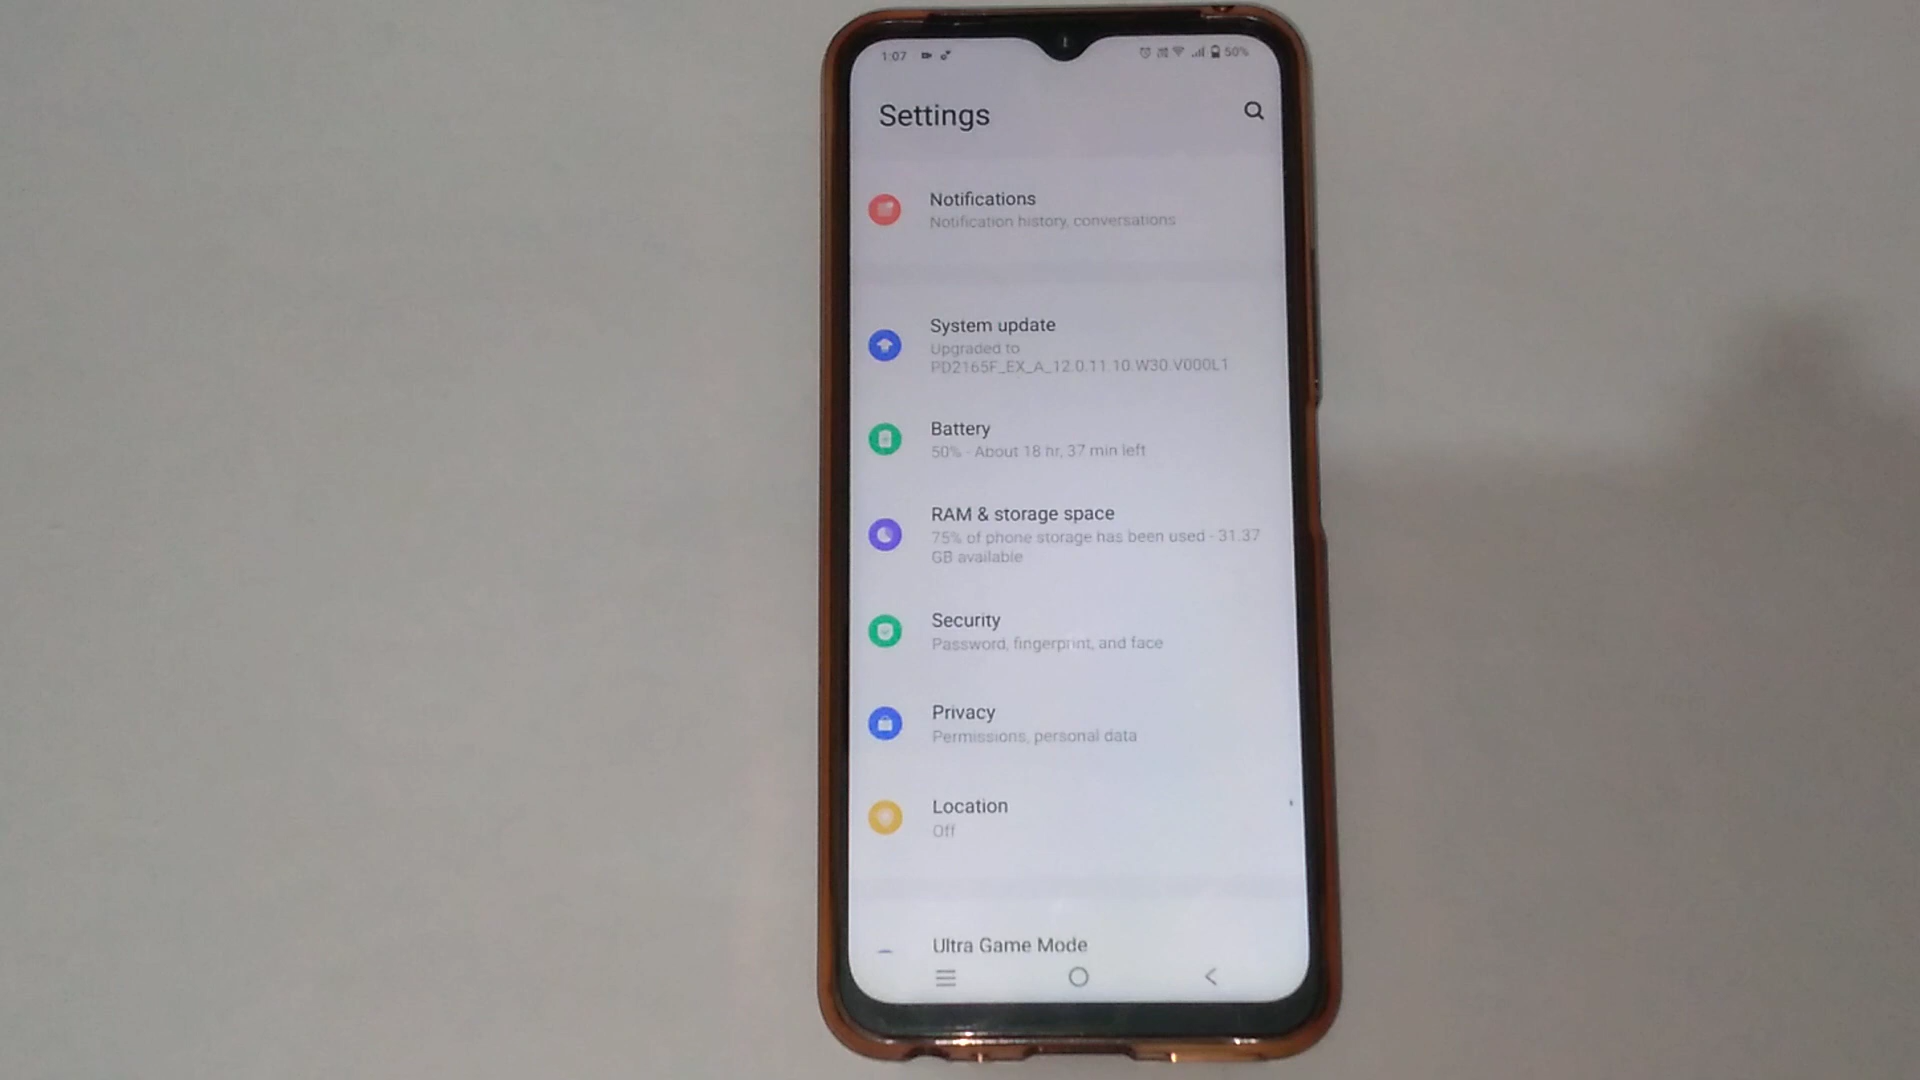 1:07 50%
Settings
Notifications
Notification history, conversations
System update
Upgraded to
PD2165F_EX_A_12.0.11.10.W30.V000L1
Battery
50% - About 18 hr, 37 min left
RAM & storage space
75% of phone storage has been used - 31.37
GB available
Security
Password, fingerprint, and face
Privacy
Permissions, personal data
Location
Off
Ultra Game Mode